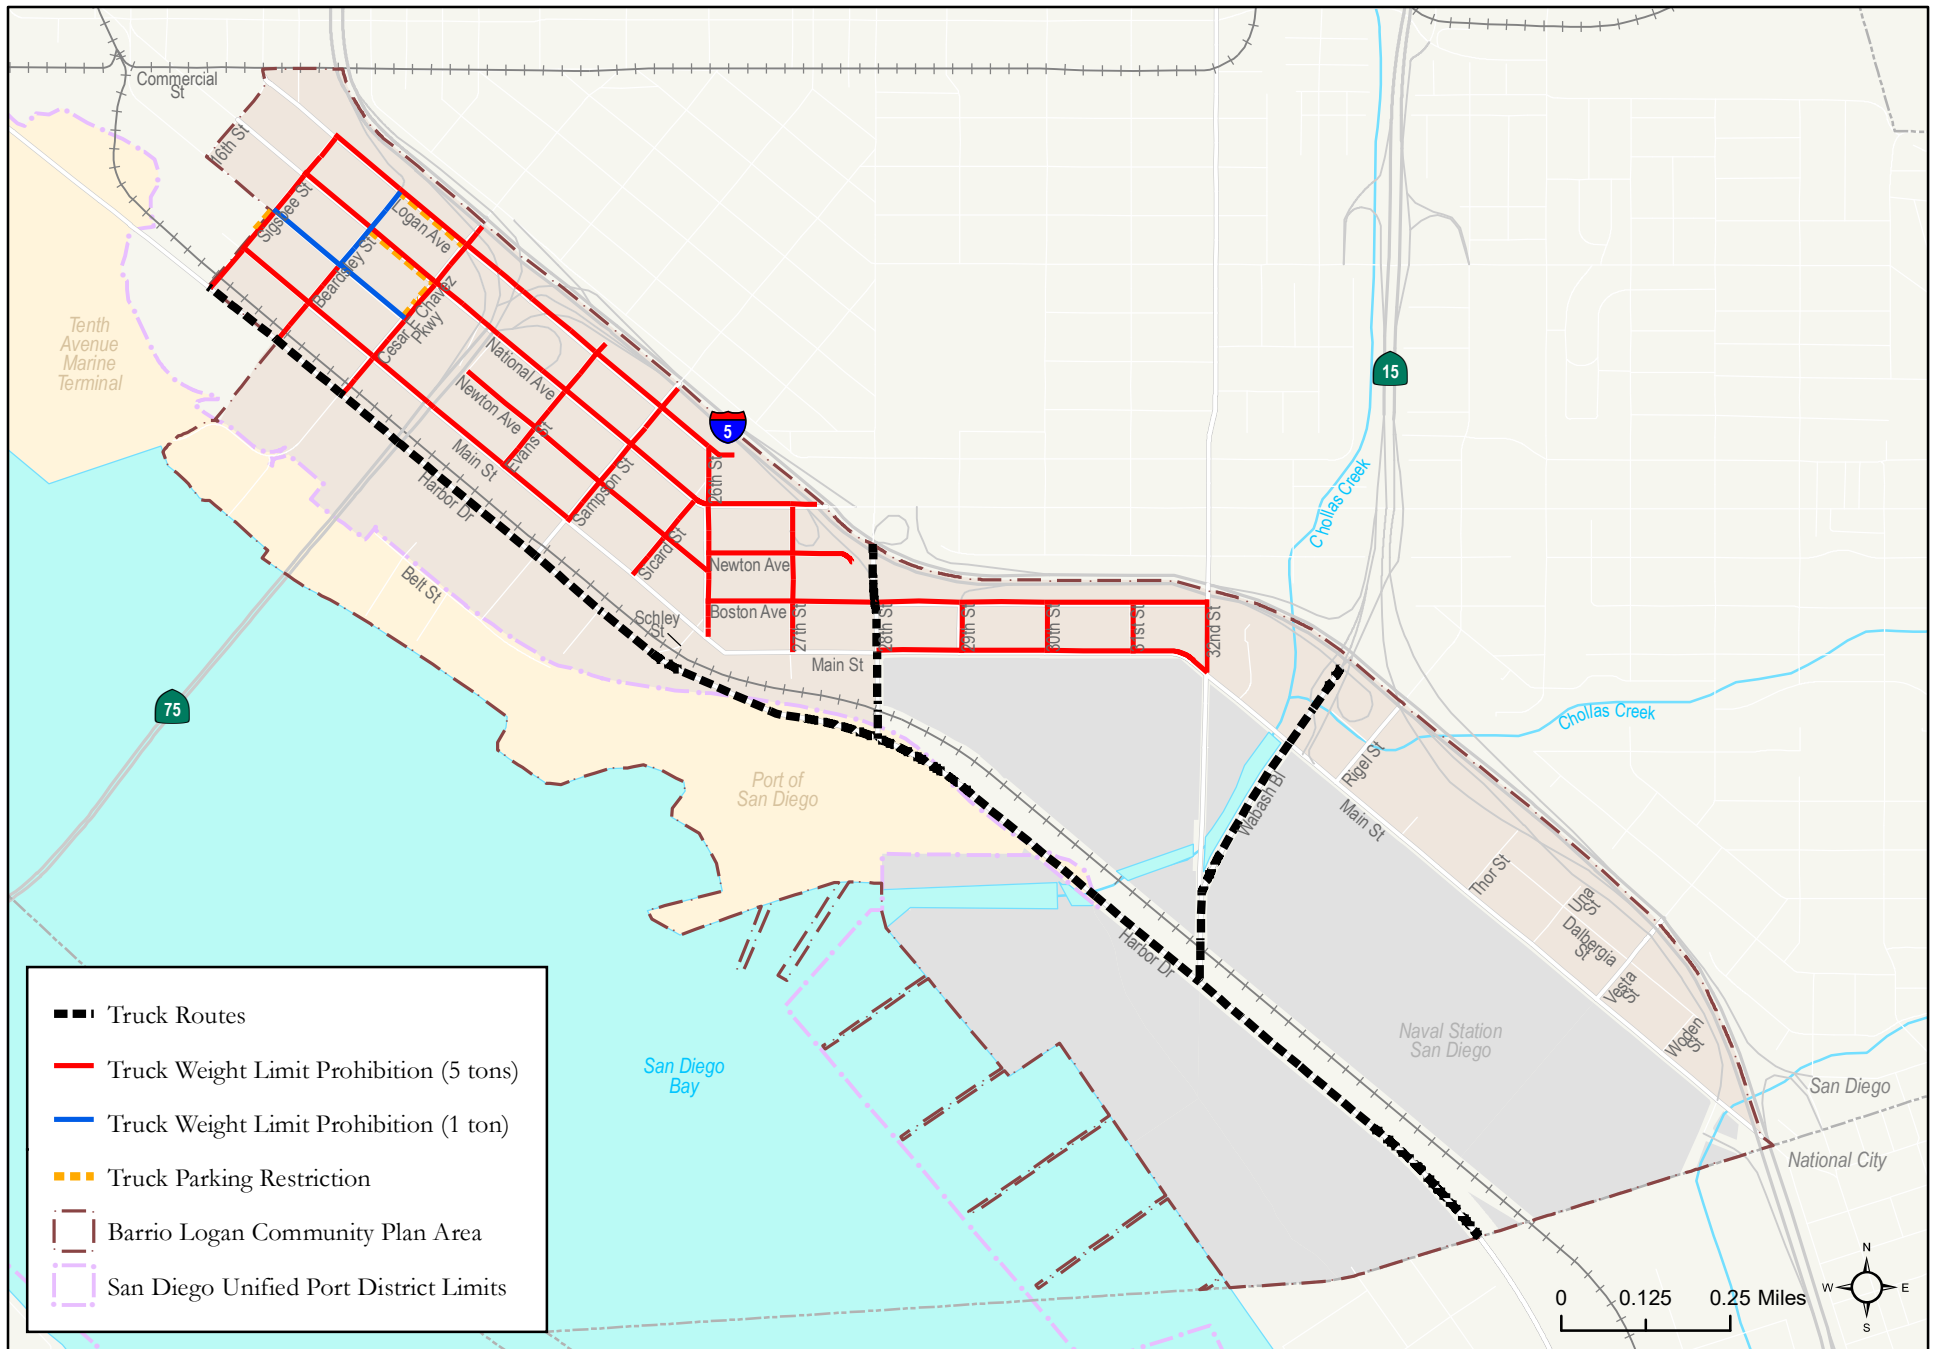 Commercial
St
16th St
Sigsbee St
Logan Ave
Beardsley St
Cesar E Chavez
Pkwy
Tenth
Avenue
Marine
Terminal
National Ave
Newton Ave
Evans St
Main St
Harbor Dr
Sampson St
26th St
5
15
Chollas Creek
Sicard St
Newton Ave
Belt St
Schley
St
Boston Ave
27th St
28th St
29th St
30th St
31st St
32nd St
Main St
75
Chollas Creek
Port of
San Diego
Rigel St
Wabash Bl
Main St
Thor St
Una
St
Dalbergia
St
Vesta
St
Harbor Dr
Woden
St
Naval Station
San Diego
San Diego
Bay
San Diego
National City
Truck Routes
Truck Weight Limit Prohibition (5 tons)
Truck Weight Limit Prohibition (1 ton)
Truck Parking Restriction
Barrio Logan Community Plan Area
San Diego Unified Port District Limits
0 0.125 0.25 Miles
N
W E
S